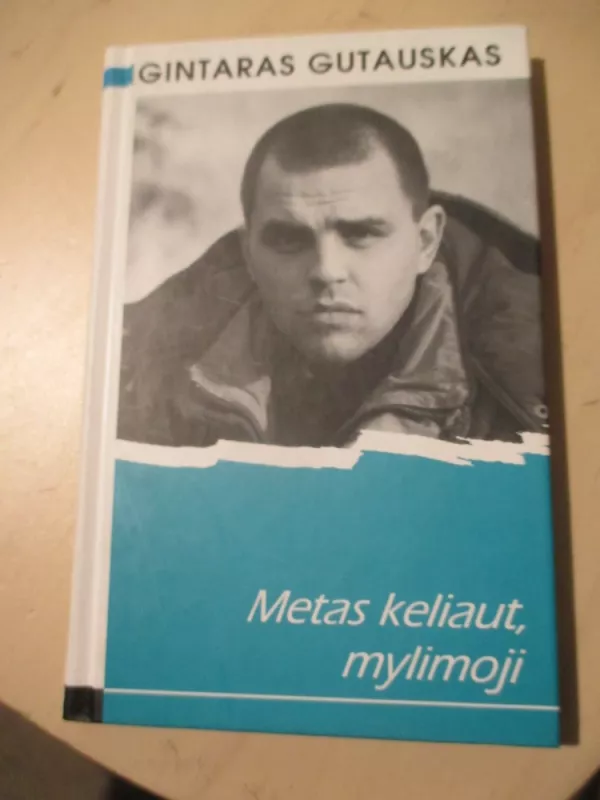 GINTARAS GUTAUSKAS
Metas keliaut,
mylimoji